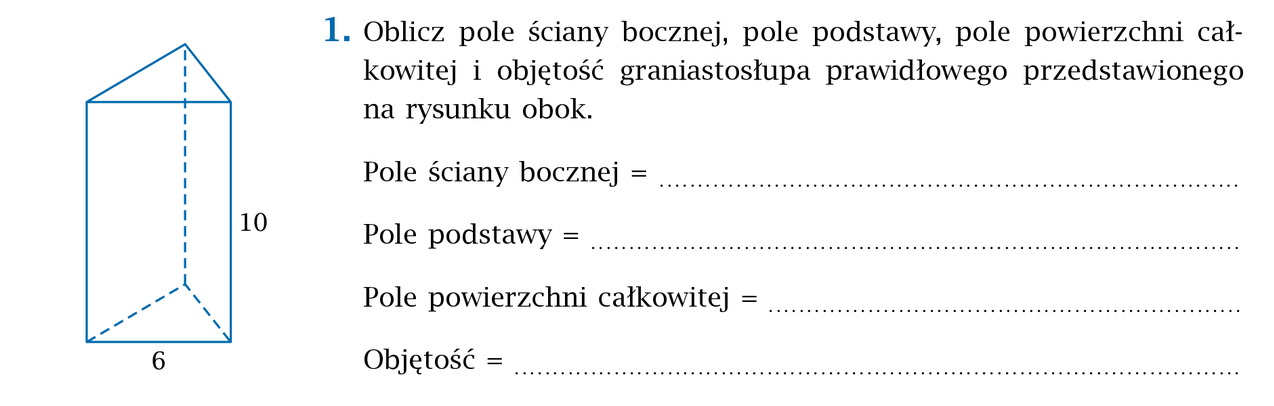 1. Oblicz pole ściany bocznej, pole podstawy, pole powierzchni cał-
kowitej i objętość graniastosłupa prawidłowego przedstawionego
na rysunku obok.
Pole ściany bocznej = ........................................
Pole podstawy = ........................................
Pole powierzchni całkowitej = ........................................
Objętość = ........................................
10
6